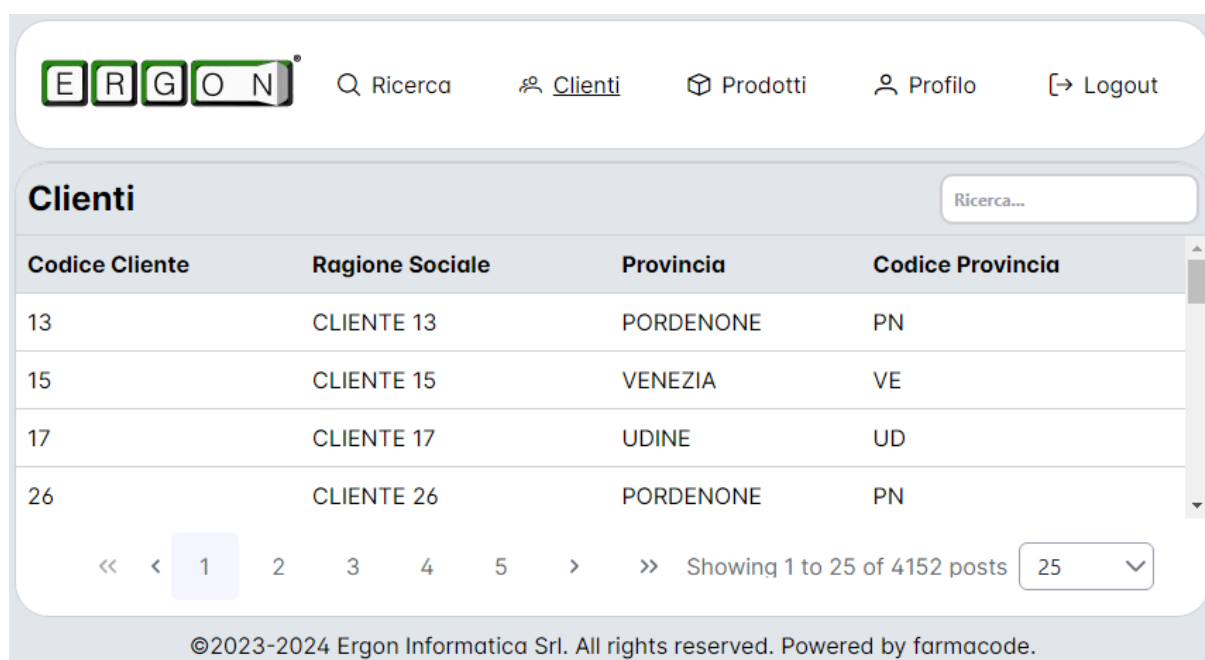 ERGON® Ricerca Clienti Prodotti Profilo Logout
Clienti Ricerca...
Codice Cliente Ragione Sociale Provincia Codice Provincia
13 CLIENTE 13 PORDENONE PN
15 CLIENTE 15 VENEZIA VE
17 CLIENTE 17 UDINE UD
26 CLIENTE 26 PORDENONE PN
<< < 1 2 3 4 5 > >> Showing 1 to 25 of 4152 posts 25
©2023-2024 Ergon Informatica Srl. All rights reserved. Powered by farmacode.